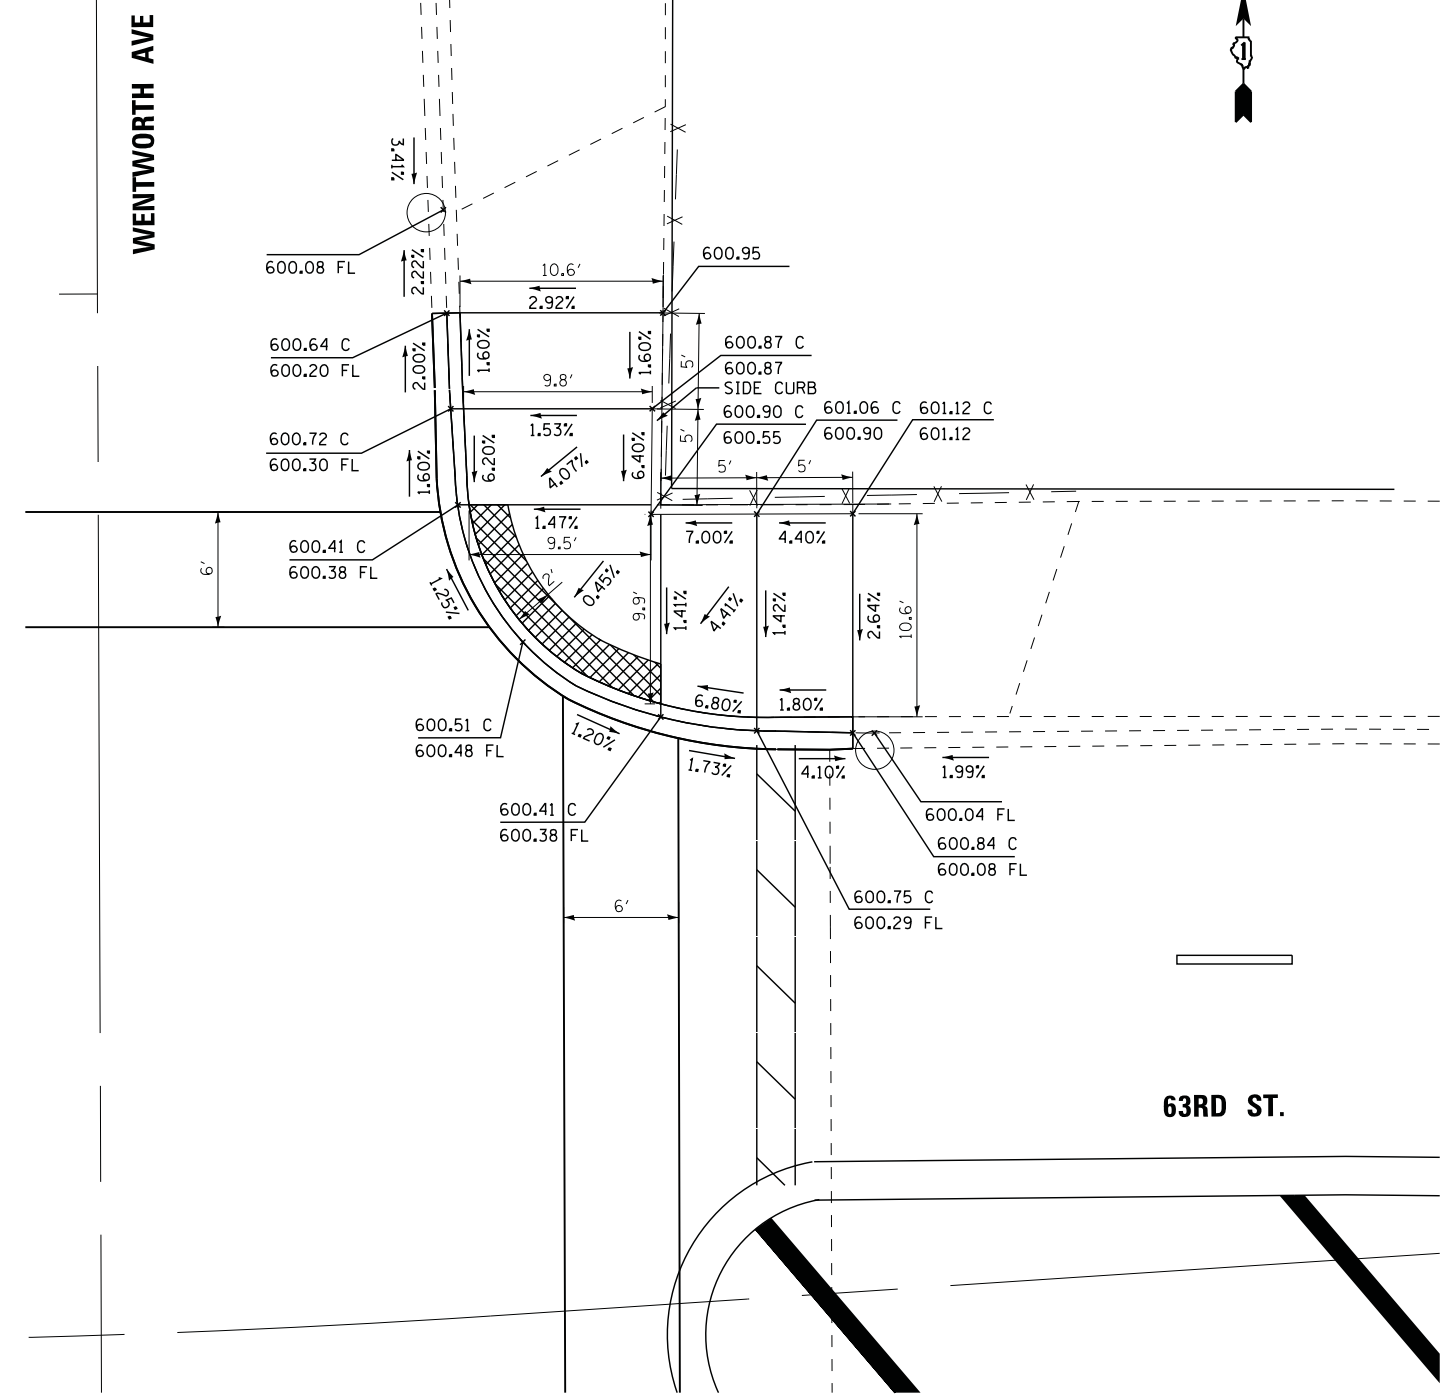 WENTWORTH AVE
1
3.41%
600.08 FL
2.22%
10.6'
2.92%
600.95
600.64 C
600.20 FL
2.00%
1.60%
1.60%
5'
600.87 C
600.87
SIDE CURB
9.8'
1.53%
600.90 C
600.55
601.06 C
600.90
601.12 C
601.12
600.72 C
600.30 FL
1.60%
6.20%
4.07%
6.40%
5'
5'
5'
1.47%
9.5'
7.00%
4.40%
600.41 C
600.38 FL
6'
1.25%
2'
0.45%
9.9'
1.41%
4.41%
1.42%
2.64%
10.6'
6.80%
1.80%
600.51 C
600.48 FL
1.20%
1.73%
4.10%
1.99%
600.41 C
600.38 FL
600.04 FL
600.84 C
600.08 FL
600.75 C
600.29 FL
6'
63RD ST.